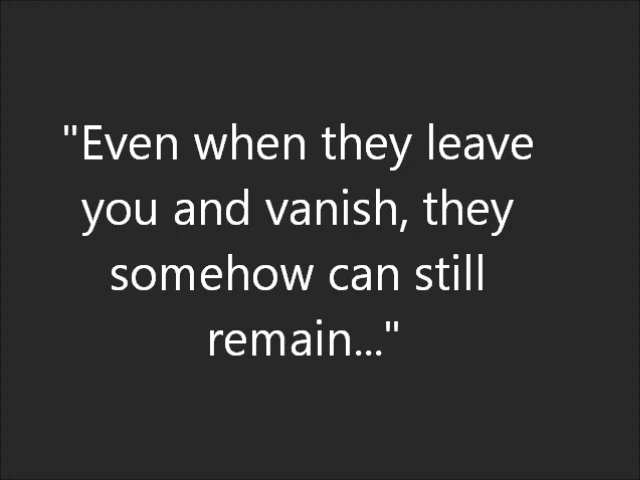 "Even when they leave
you and vanish, they
somehow can still
remain..."